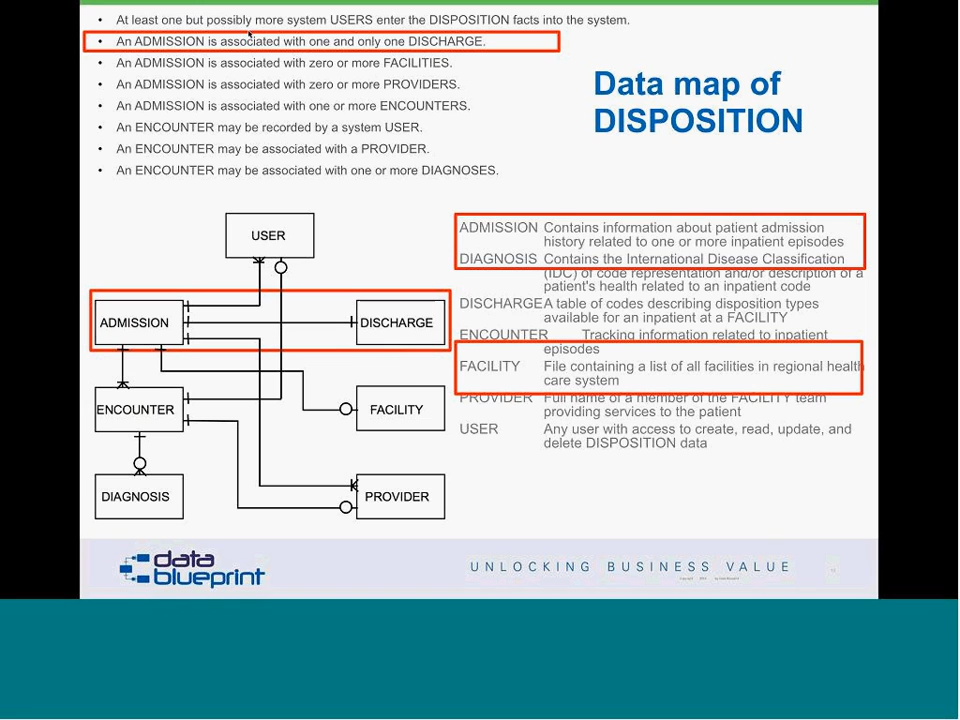 • At least one but possibly more system USERS enter the DISPOSITION facts into the system.
• An ADMISSION is associated with one and only one DISCHARGE.
• An ADMISSION is associated with zero or more FACILITIES.
• An ADMISSION is associated with zero or more PROVIDERS.
• An ADMISSION is associated with one or more ENCOUNTERS.
• An ENCOUNTER may be recorded by a system USER.
• An ENCOUNTER may be associated with a PROVIDER.
• An ENCOUNTER may be associated with one or more DIAGNOSES.
Data map of
DISPOSITION
USER
ADMISSION
DISCHARGE
ENCOUNTER
FACILITY
DIAGNOSIS
PROVIDER
ADMISSION Contains information about patient admission
history related to one or more inpatient episodes
DIAGNOSIS Contains the International Disease Classification
(IDC) of code representation and/or description of a
patient's health related to an inpatient code
DISCHARGE A table of codes describing disposition types
available for an inpatient at a FACILITY
ENCOUNTER Tracking information related to inpatient
episodes
FACILITY File containing a list of all facilities in regional health
care system
PROVIDER Full name of a member of the FACILITY team
providing services to the patient
USER Any user with access to create, read, update, and
delete DISPOSITION data
data
blueprint
UNLOCKING BUSINESS VALUE